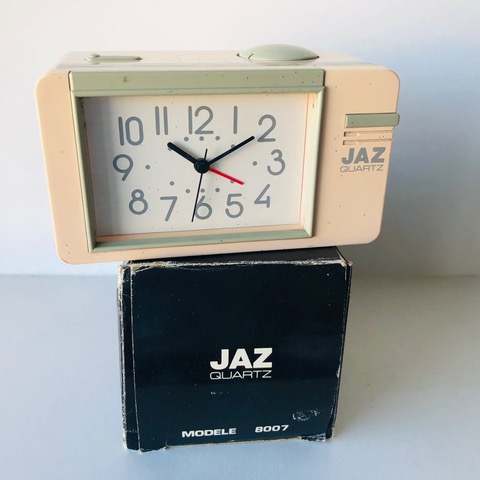 10 11 12 1 2
9 3
8 7 6 5 4
JAZ
QUARTZ
JAZ
QUARTZ
MODELE 8007